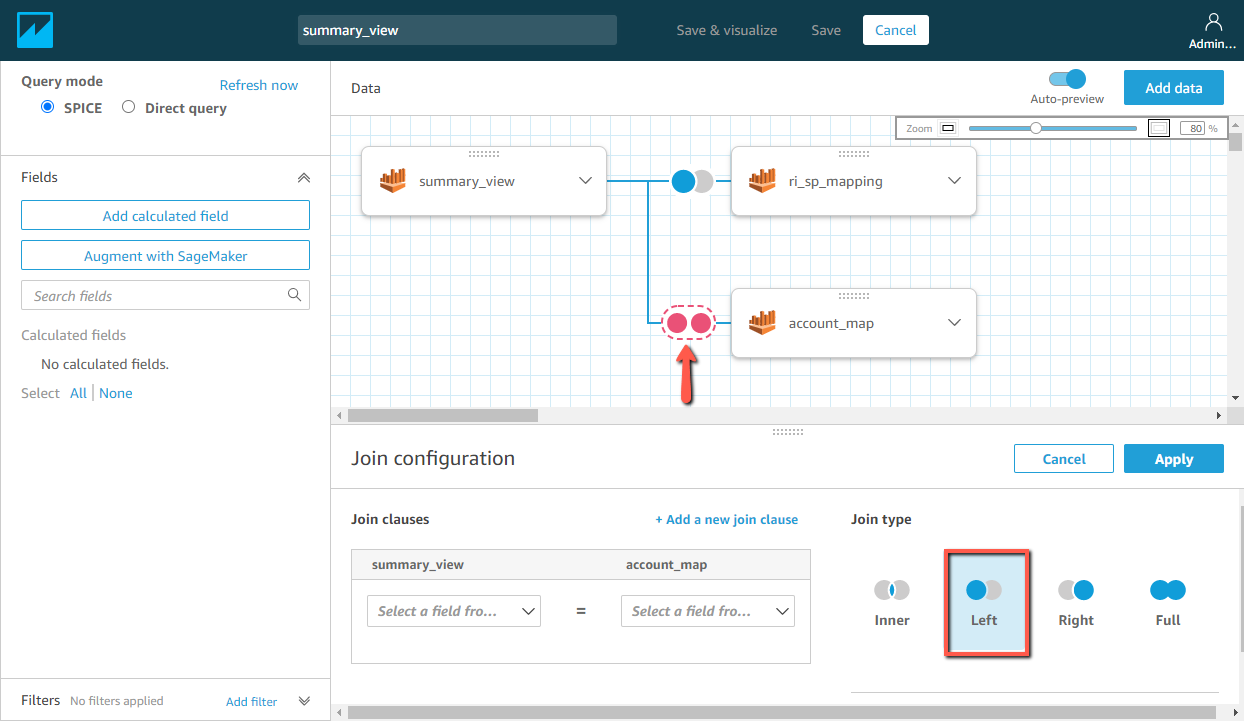 summary_view
Save & visualize
Save
Cancel
Admin...
Query mode
Refresh now
SPICE
Direct query
Data
Auto-preview
Add data
Zoom
80 %
Fields
Add calculated field
Augment with SageMaker
Search fields
Calculated fields
No calculated fields.
Select All None
summary_view
ri_sp_mapping
account_map
Join configuration
Cancel
Apply
Join clauses
+ Add a new join clause
summary_view
account_map
Select a field fro...
=
Select a field fro...
Join type
Inner
Left
Right
Full
Filters No filters applied
Add filter